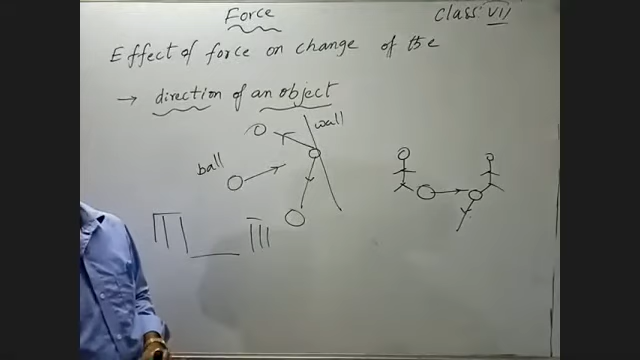 Force
Class: VII
Effect of force on change of the
→ direction of an object
wall
ball